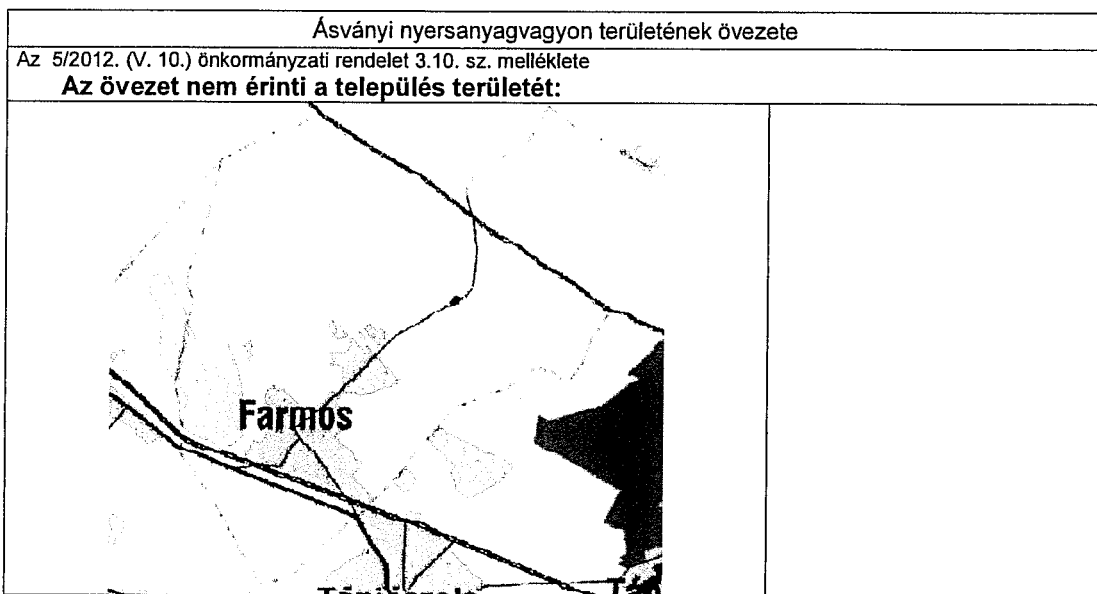 Ásványi nyersanyagvagyon területének övezete
Az 5/2012. (V. 10.) önkormányzati rendelet 3.10. sz. melléklete
Az övezet nem érinti a település területét:
Farmos